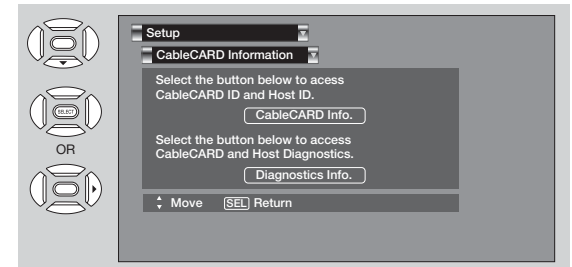 Setup
CableCARD Information
Select the button below to acess
CableCARD ID and Host ID.
CableCARD Info.
Select the button below to access
CableCARD and Host Diagnostics.
Diagnostics Info.
Move SEL Return
SELECT
OR